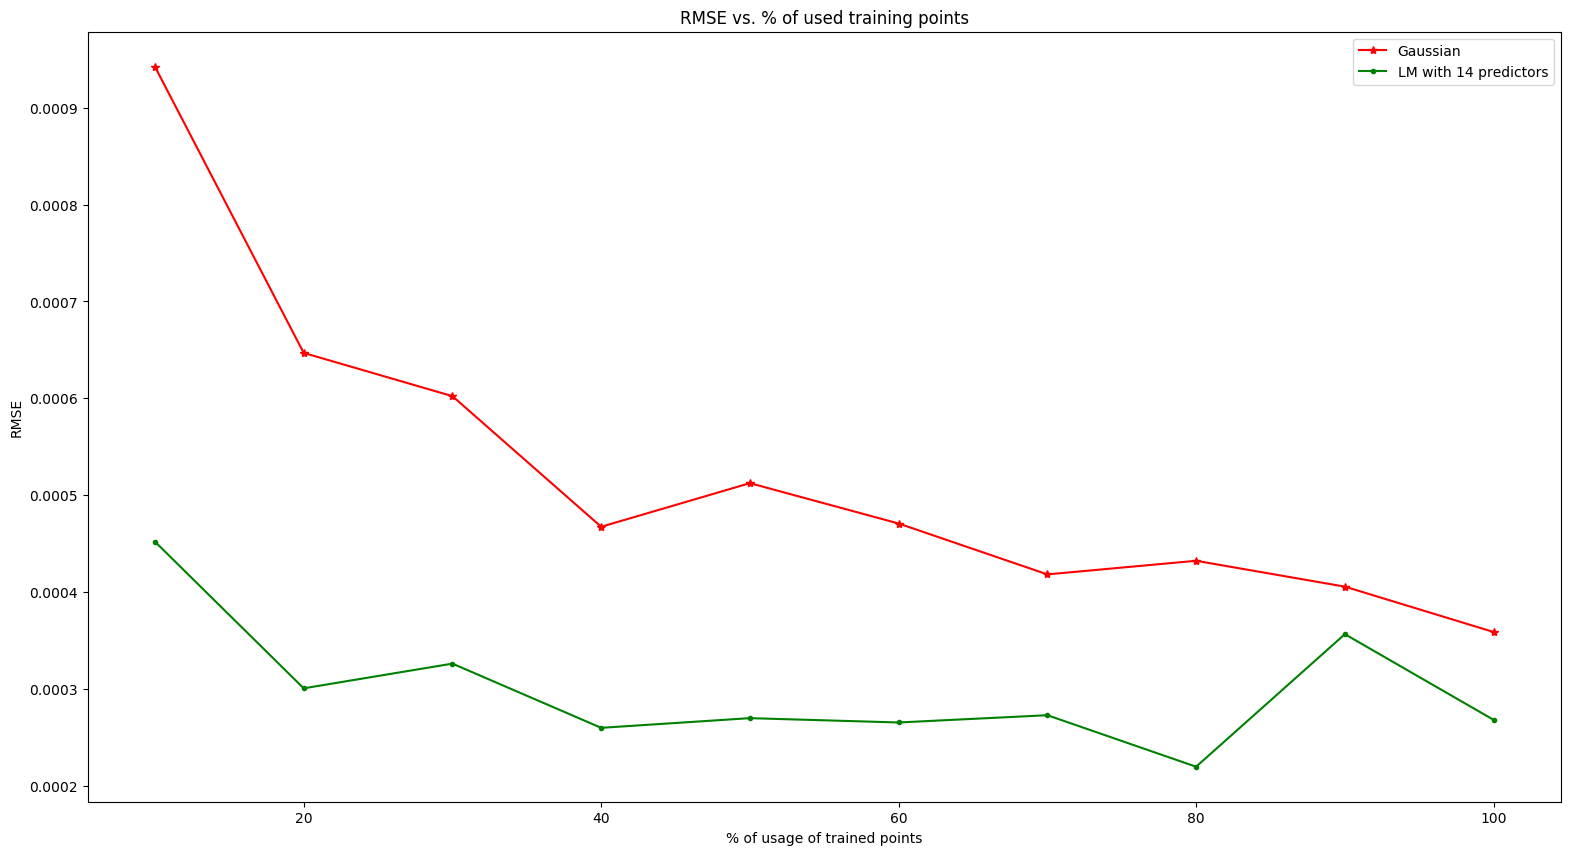 RMSE vs. % of used training points
Gaussian
LM with 14 predictors
0.0009
0.0008
0.0007
0.0006
0.0005
0.0004
0.0003
0.0002
RMSE
20 40 60 80 100
% of usage of trained points